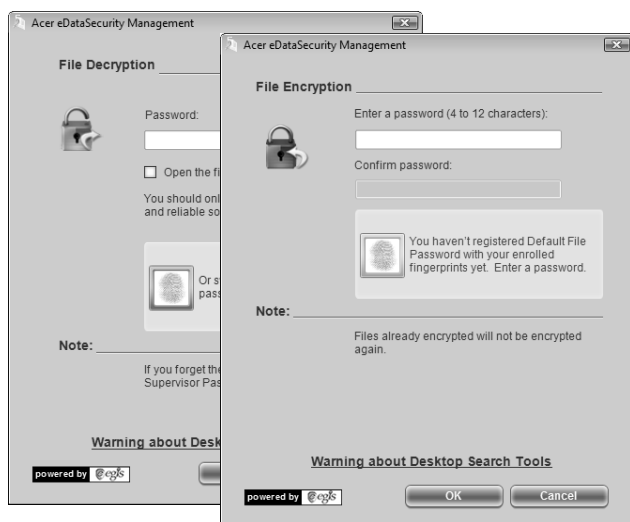 Acer eDataSecurity Management
File Decryption
Password:
Open the fi
You should onl
and reliable so
Or s
pass
Note:
If you forget the
Supervisor Pas
Warning about Desk
powered by egis
Acer eDataSecurity Management
File Encryption
Enter a password (4 to 12 characters):
Confirm password:
You haven't registered Default File
Password with your enrolled
fingerprints yet. Enter a password.
Note:
Files already encrypted will not be encrypted
again.
Warning about Desktop Search Tools
powered by egis
OK
Cancel